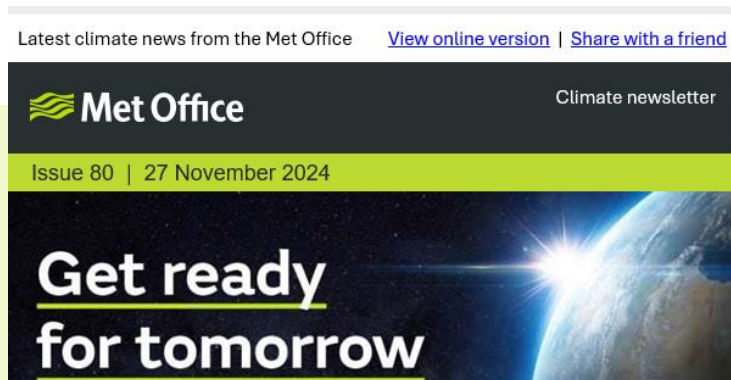 Latest climate news from the Met Office View online version | Share with a friend
Met Office Climate newsletter
Issue 80 | 27 November 2024
Get ready
for tomorrow